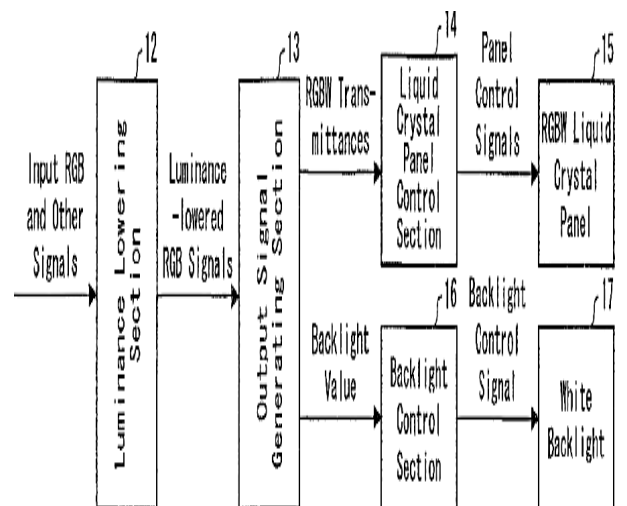 12
13
14
15
Input RGB
and Other
Signals
Luminance Lowering
Section
Luminance
-lowered
RGB Signals
Output Signal
Generating Section
RGBW Trans-
mittances
Liquid
Crystal
Panel
Control
Section
Panel
Control
Signals
RGBW Liquid
Crystal
Panel
Backlight
Value
16
Backlight
Control
Section
Backlight
Control
Signal
17
White
Backlight